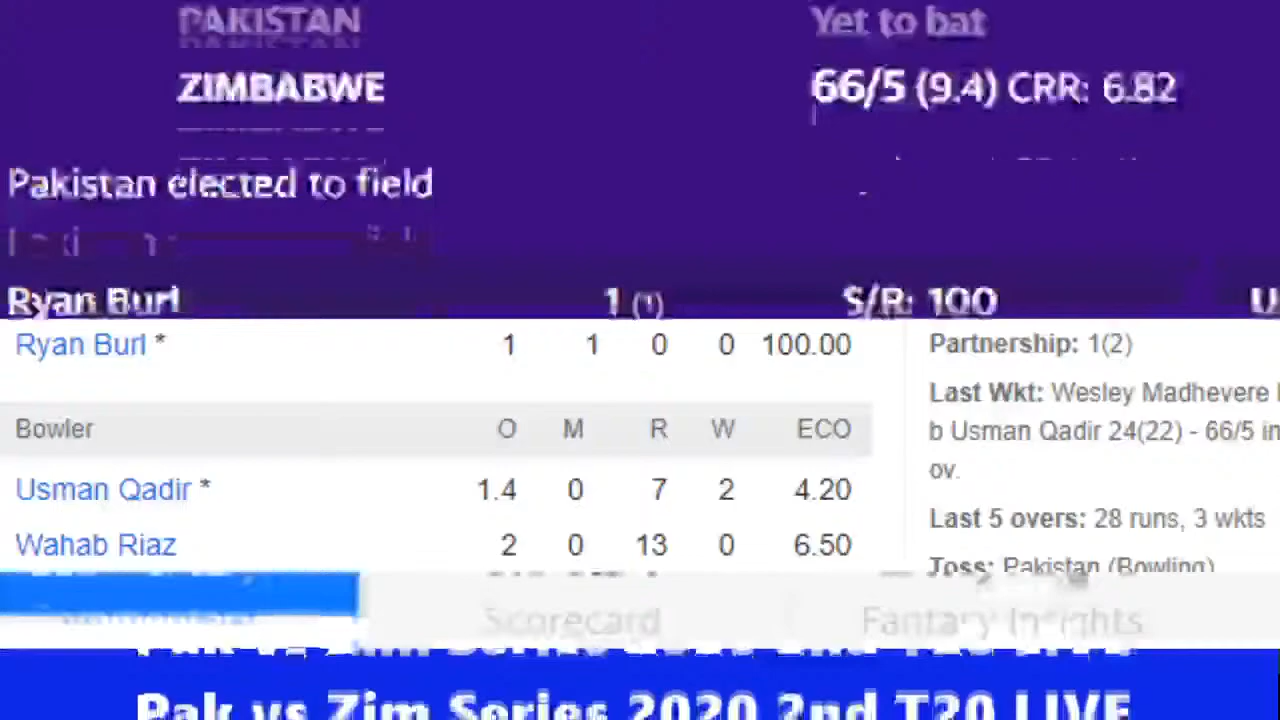 PAKISTAN Yet to bat
ZIMBABWE 66/5 (9.4) CRR: 6.82
Pakistan elected to field
Ryan Burl 1 (1) S/R: 100 U
Ryan Burl * 1 1 0 0 100.00
Partnership: 1(2)
Last Wkt: Wesley Madhevere
b Usman Qadir 24(22) - 66/5 in
ov.
Bowler O M R W ECO
Usman Qadir * 1.4 0 7 2 4.20
Last 5 overs: 28 runs, 3 wkts
Wahab Riaz 2 0 13 0 6.50
Toss: Pakistan (Bowling)
Scorecard Fantasy Insights
Pak vs Zim Series 2020 2nd T20 LIVE